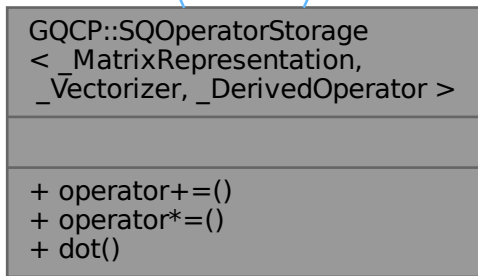 GQCP::SQOperatorStorage
< _MatrixRepresentation,
_Vectorizer, _DerivedOperator >
+ operator+=()
+ operator*=()
+ dot()